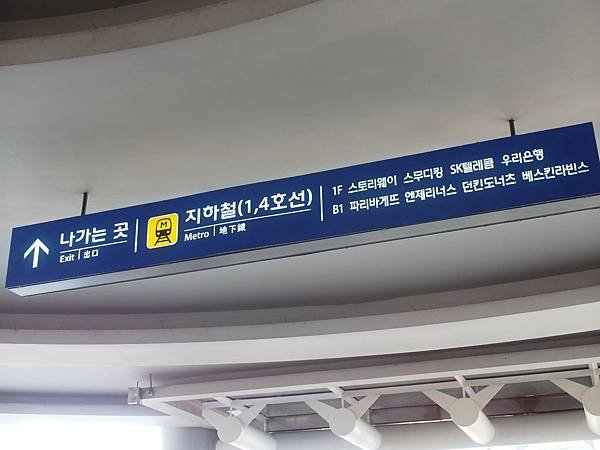 나가는 곳
Exit | 出口
M
지하철(1,4호선)
Metro | 地下鐵
1F 스토리웨이 스무디킹 SK텔레콤 우리은행
B1 파리바게뜨 엔제리너스 던킨도너츠 베스킨라빈스